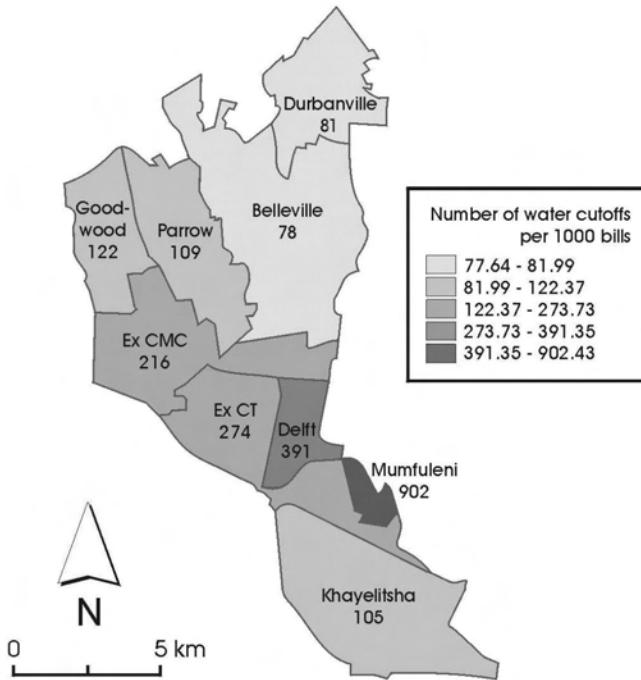 Durbanville
81
Belleville
78
Good-
wood
122
Parrow
109
Ex CMC
216
Ex CT
274
Delft
391
Mumfuleni
902
Khayelitsha
105
Number of water cutoffs
per 1000 bills
77.64 - 81.99
81.99 - 122.37
122.37 - 273.73
273.73 - 391.35
391.35 - 902.43
N
0 5 km